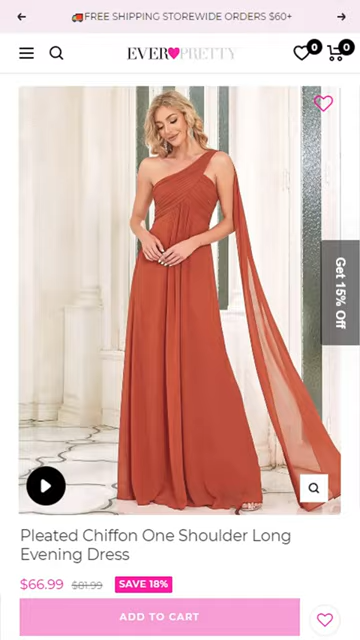 🚚FREE SHIPPING STOREWIDE ORDERS $60+
EVER PRETTY
0
0
Get 15% Off
Pleated Chiffon One Shoulder Long
Evening Dress
$66.99 $81.99 SAVE 18%
ADD TO CART